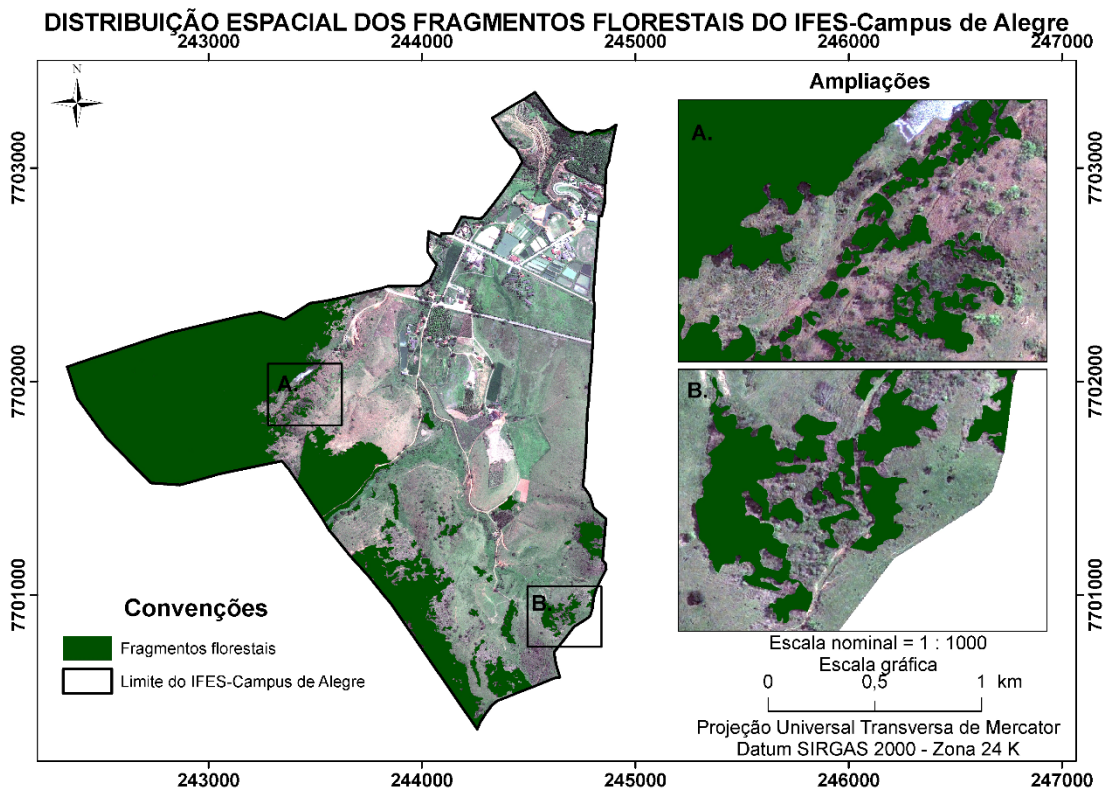 DISTRIBUIÇÃO ESPACIAL DOS FRAGMENTOS FLORESTAIS DO IFES-Campus de Alegre
243000 244000 245000 246000 247000
N
Ampliações
A.
7703000
7703000
7702000
7702000
A.
B.
7701000
7701000
B.
Convenções
Fragmentos florestais
Limite do IFES-Campus de Alegre
Escala nominal = 1 : 1000
Escala gráfica
0 0,5 1 km
Projeção Universal Transversa de Mercator
Datum SIRGAS 2000 - Zona 24 K
243000 244000 245000 246000 247000